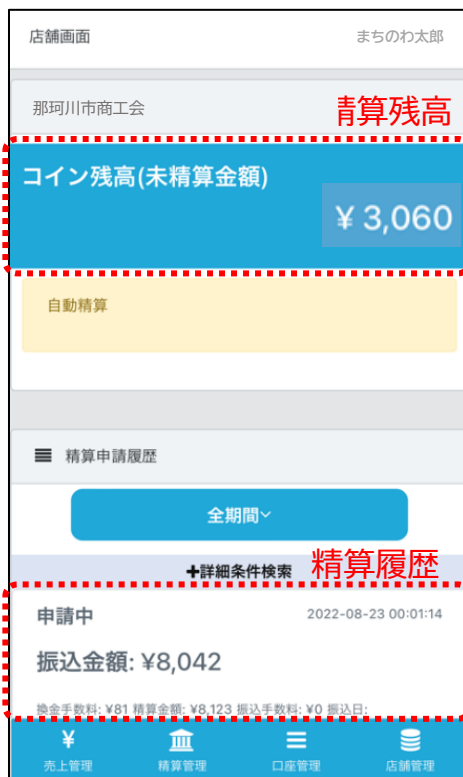 店舗画面 まちのわ太郎
那珂川市商工会 精算残高
コイン残高(未精算金額)
¥ 3,060
自動精算
精算申請履歴
全期間
+詳細条件検索 精算履歴
申請中 2022-08-23 00:01:14
振込金額: ¥8,042
換金手数料: ¥81 精算金額: ¥8,123 振込手数料: ¥0 振込日:
売上管理 精算管理 口座管理 店舗管理